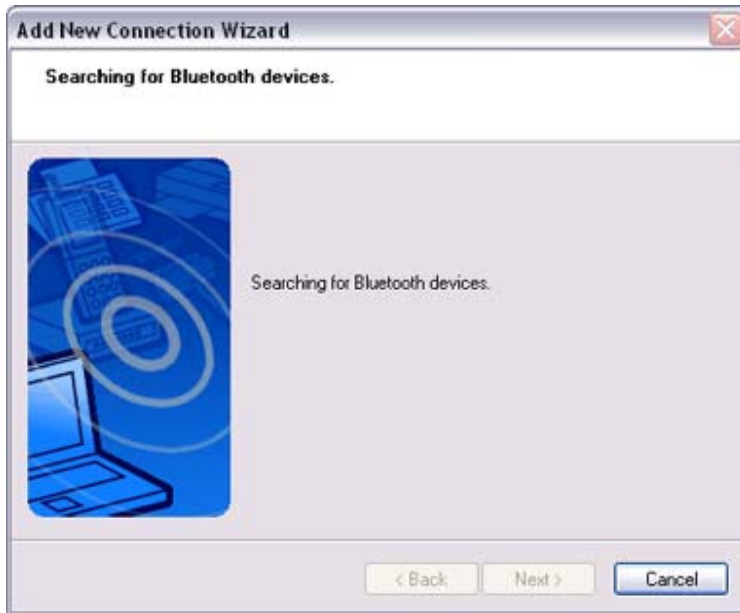 Add New Connection Wizard
Searching for Bluetooth devices.
Searching for Bluetooth devices.
< Back Next > Cancel